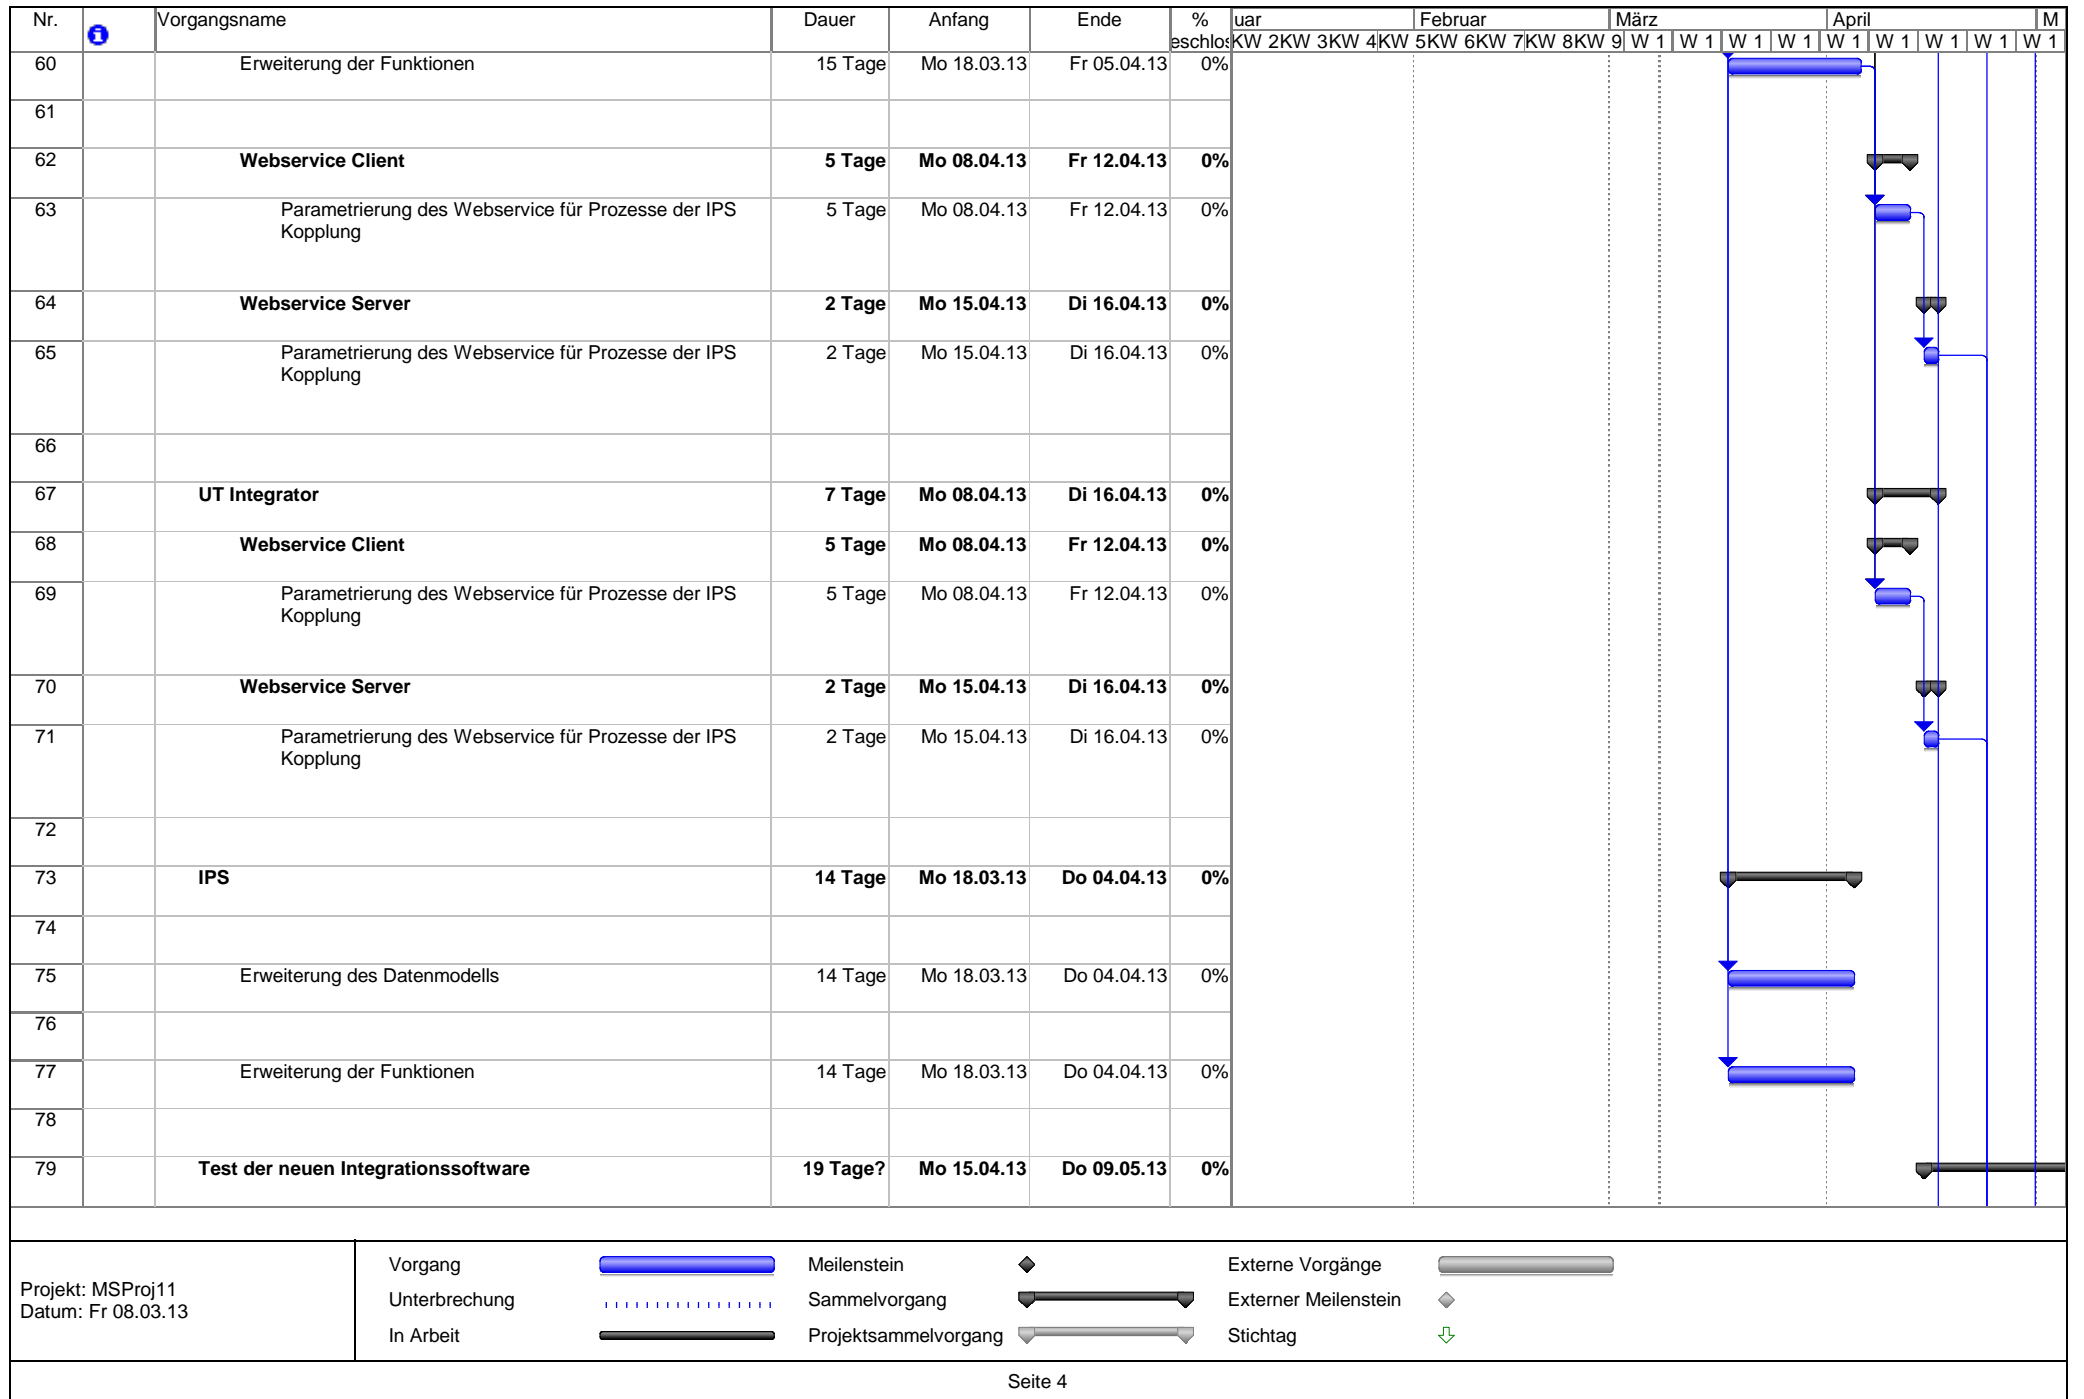 Nr. Vorgangsname Dauer Anfang Ende % uar Februar März April M
eschlos KW 2 KW 3 KW 4 KW 5 KW 6 KW 7 KW 8 KW 9 W 1 W 1 W 1 W 1 W 1 W 1 W 1 W 1 W 1
60 Erweiterung der Funktionen 15 Tage Mo 18.03.13 Fr 05.04.13 0%
61
62 Webservice Client 5 Tage Mo 08.04.13 Fr 12.04.13 0%
63 Parametrierung des Webservice für Prozesse der IPS 5 Tage Mo 08.04.13 Fr 12.04.13 0%
Kopplung
64 Webservice Server 2 Tage Mo 15.04.13 Di 16.04.13 0%
65 Parametrierung des Webservice für Prozesse der IPS 2 Tage Mo 15.04.13 Di 16.04.13 0%
Kopplung
66
67 UT Integrator 7 Tage Mo 08.04.13 Di 16.04.13 0%
68 Webservice Client 5 Tage Mo 08.04.13 Fr 12.04.13 0%
69 Parametrierung des Webservice für Prozesse der IPS 5 Tage Mo 08.04.13 Fr 12.04.13 0%
Kopplung
70 Webservice Server 2 Tage Mo 15.04.13 Di 16.04.13 0%
71 Parametrierung des Webservice für Prozesse der IPS 2 Tage Mo 15.04.13 Di 16.04.13 0%
Kopplung
72
73 IPS 14 Tage Mo 18.03.13 Do 04.04.13 0%
74
75 Erweiterung des Datenmodells 14 Tage Mo 18.03.13 Do 04.04.13 0%
76
77 Erweiterung der Funktionen 14 Tage Mo 18.03.13 Do 04.04.13 0%
78
79 Test der neuen Integrationssoftware 19 Tage? Mo 15.04.13 Do 09.05.13 0%
Projekt: MSProj11
Datum: Fr 08.03.13
Vorgang Meilenstein Externe Vorgänge
Unterbrechung Sammelvorgang Externer Meilenstein
In Arbeit Projektsammelvorgang Stichtag
Seite 4